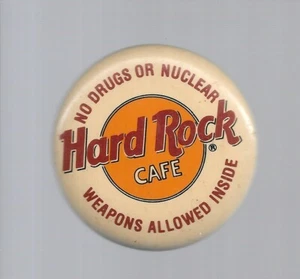 NO DRUGS OR NUCLEAR
Hard Rock
®
CAFE
WEAPONS ALLOWED INSIDE